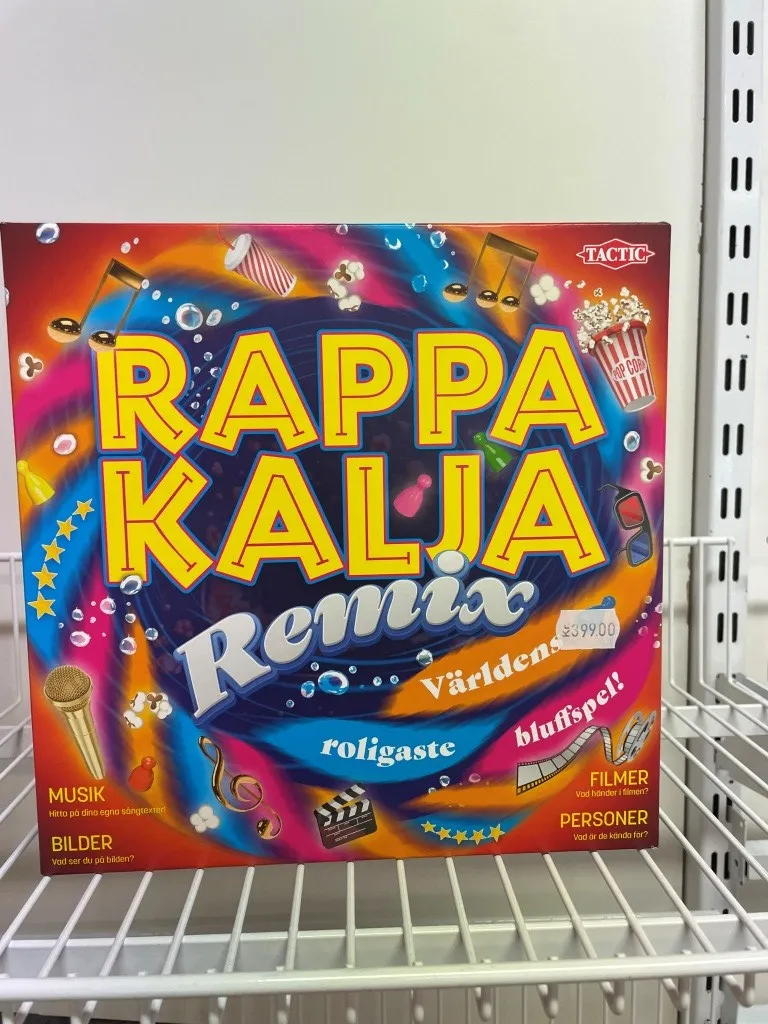 TACTIC
POP CORN
RAPPA
KALJA
Remix
399.00
Världens
roligaste
bluffspel!
MUSIK
Hitta på dina egna sångtexter!
BILDER
Vad ser du på bilden?
FILMER
Vad händer i filmen?
PERSONER
Vad är de kända för?